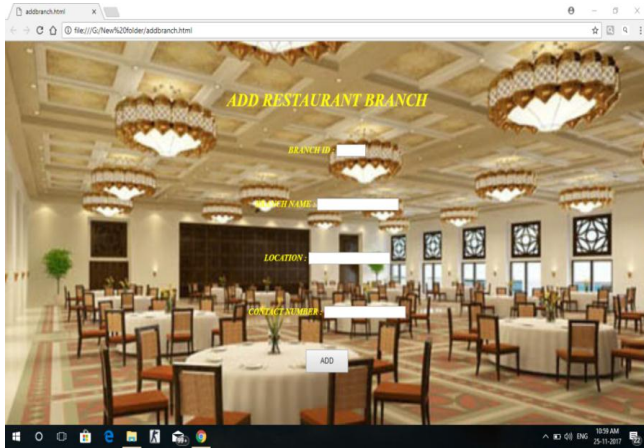 addbranch.html
file:///G:/New%20folder/addbranch.html
ADD RESTAURANT BRANCH
BRANCH ID :
BRANCH NAME :
LOCATION :
CONTACT NUMBER :
ADD
ENG
10:59 AM
25-11-2017